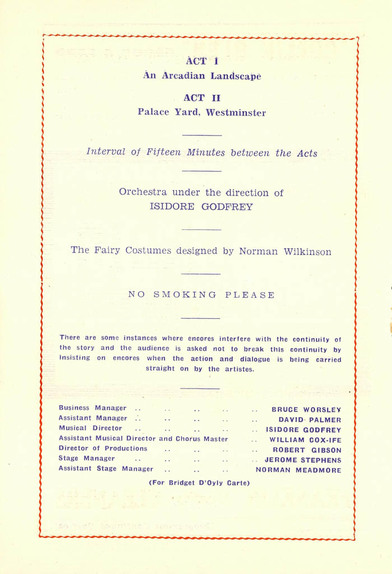 ACT I
An Arcadian Landscape
ACT II
Palace Yard, Westminster
Interval of Fifteen Minutes between the Acts
Orchestra under the direction of
ISIDORE GODFREY
The Fairy Costumes designed by Norman Wilkinson
NO SMOKING PLEASE
There are some instances where encores interfere with the continuity of
the story and the audience is asked not to break this continuity by
insisting on encores when the action and dialogue is being carried
straight on by the artistes.
Business Manager .. .. .. .. .. BRUCE WORSLEY
Assistant Manager .. .. .. .. .. DAVID PALMER
Musical Director .. .. .. .. .. ISIDORE GODFREY
Assistant Musical Director and Chorus Master .. WILLIAM COX-IFE
Director of Productions .. .. .. .. ROBERT GIBSON
Stage Manager .. .. .. .. .. JEROME STEPHENS
Assistant Stage Manager .. .. .. .. NORMAN MEADMORE
(For Bridget D'Oyly Carte)